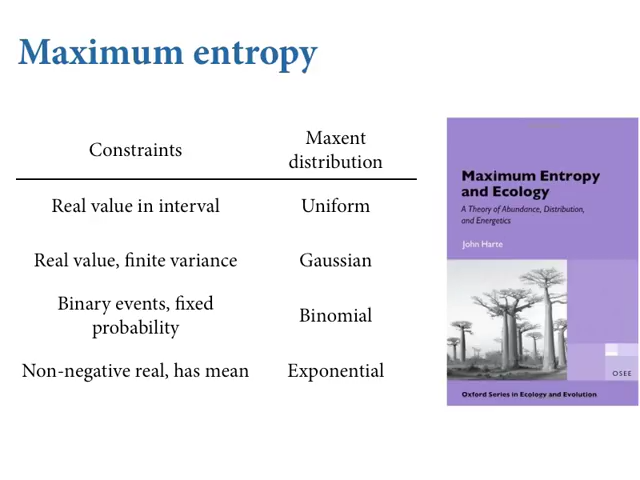 Maximum entropy
Constraints
Maxent
distribution
Real value in interval
Uniform
Real value, finite variance
Gaussian
Binary events, fixed
probability
Binomial
Non-negative real, has mean
Exponential
Maximum Entropy
and Ecology
A Theory of Abundance, Distribution,
and Energetics
John Harte
OSEE
Oxford Series in Ecology and Evolution